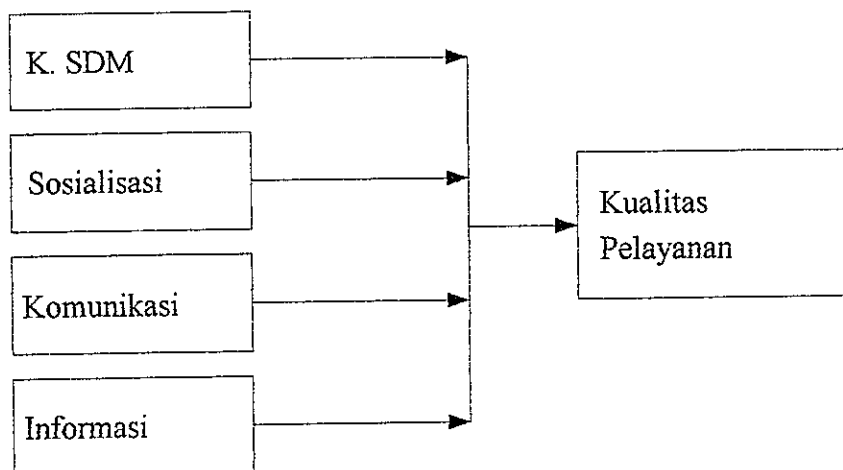 K. SDM
Sosialisasi
Komunikasi
Informasi
Kualitas
Pelayanan